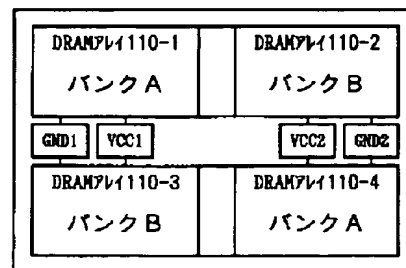 DRAMアレイ110-1
バンクA
DRAMアレイ110-2
バンクB
GND1
VCC1
VCC2
GND2
DRAMアレイ110-3
バンクB
DRAMアレイ110-4
バンクA